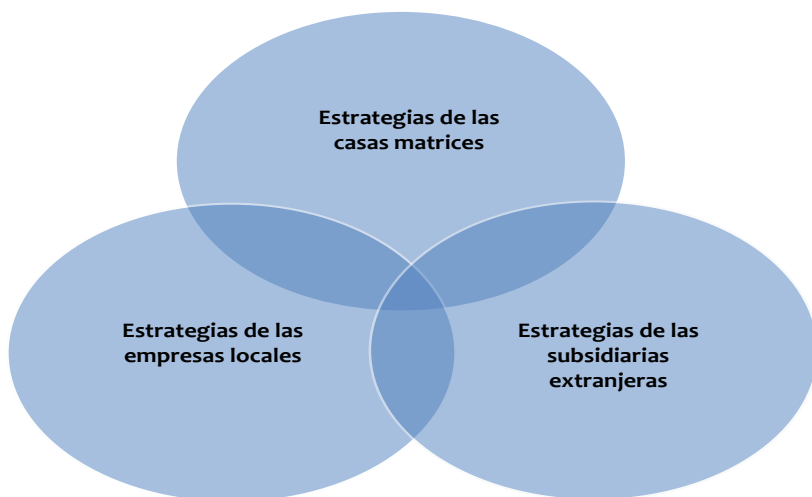 Estrategias de las
casas matrices
Estrategias de las
empresas locales
Estrategias de las
subsidiarias
extranjeras